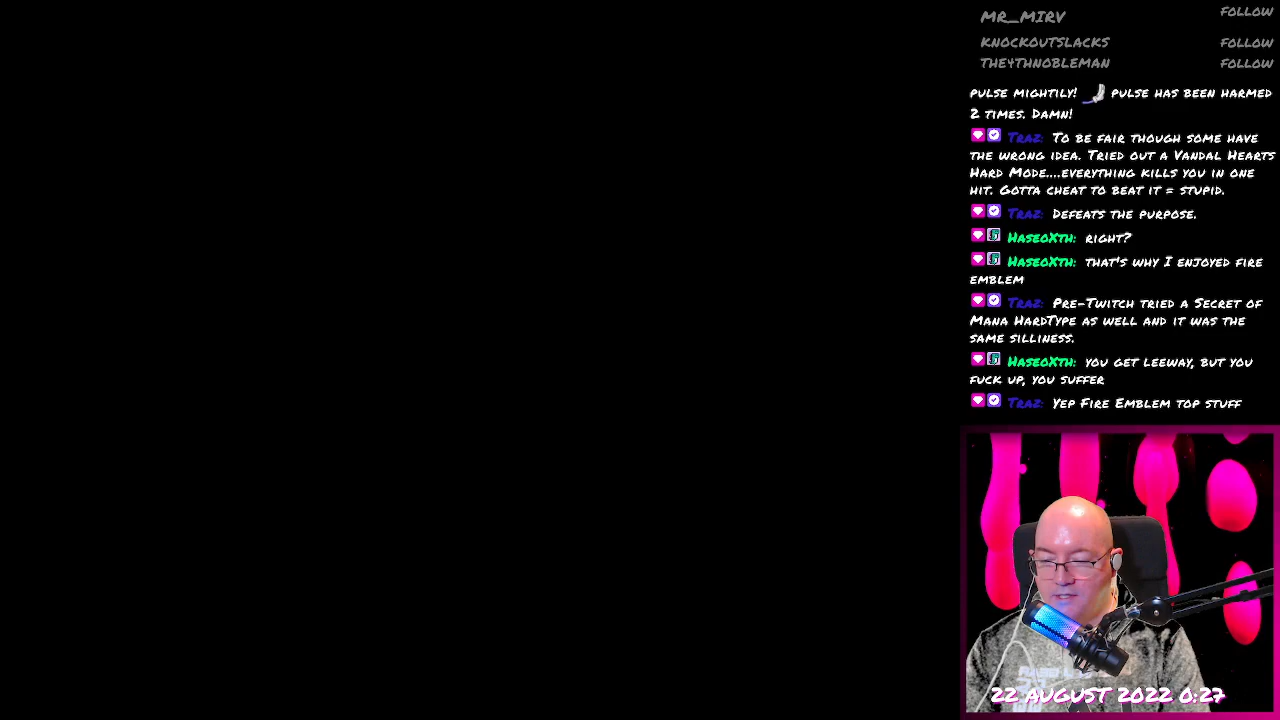 MR_MIRV FOLLOW
KNOCKOUTSLACKS FOLLOW
THE4THNOBLEMAN FOLLOW
PULSE MIGHTILY! PULSE HAS BEEN HARMED
2 TIMES. DAMN!
TRAZ: TO BE FAIR THOUGH SOME HAVE
THE WRONG IDEA. TRIED OUT A VANDAL HEARTS
HARD MODE....EVERYTHING KILLS YOU IN ONE
HIT. GOTTA CHEAT TO BEAT IT = STUPID.
TRAZ: DEFEATS THE PURPOSE.
HASEOXTH: RIGHT?
HASEOXTH: THAT'S WHY I ENJOYED FIRE
EMBLEM
TRAZ: PRE-TWITCH TRIED A SECRET OF
MANA HARDTYPE AS WELL AND IT WAS THE
SAME SILLINESS.
HASEOXTH: YOU GET LEEWAY, BUT YOU
FUCK UP, YOU SUFFER
TRAZ: YEP FIRE EMBLEM TOP STUFF
22 AUGUST 2022 0:27